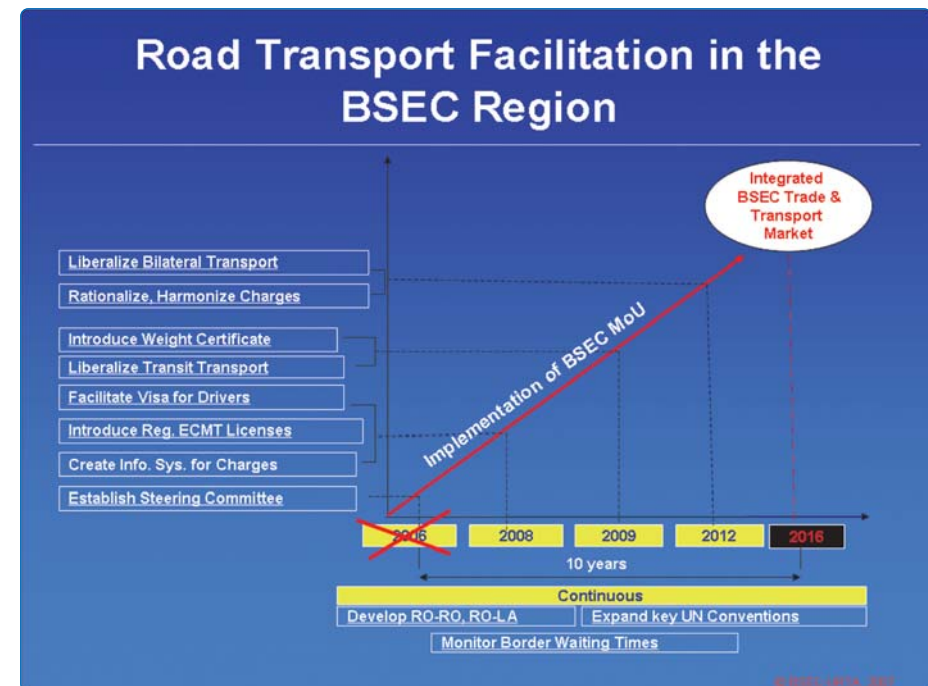 Road Transport Facilitation in the
BSEC Region
Integrated
BSEC Trade &
Transport
Market
Liberalize Bilateral Transport
Rationalize, Harmonize Charges
Introduce Weight Certificate
Liberalize Transit Transport
Facilitate Visa for Drivers
Introduce Reg. ECMT Licenses
Create Info. Sys. for Charges
Establish Steering Committee
Implementation of BSEC MoU
2006 2008 2009 2012 2016
10 years
Continuous
Develop RO-RO, RO-LA Expand key UN Conventions
Monitor Border Waiting Times